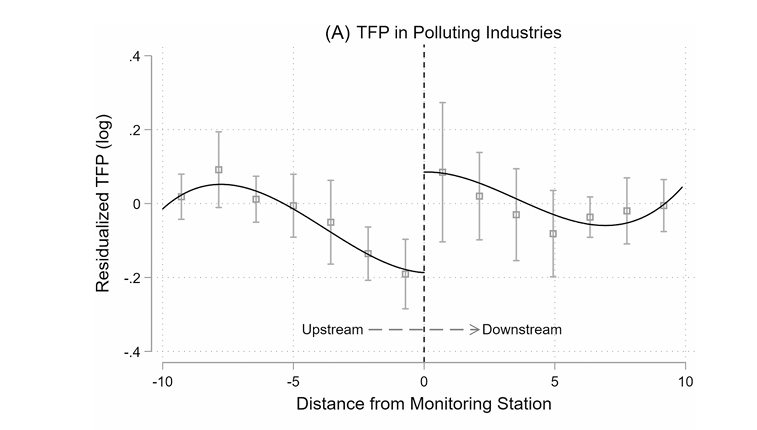 (A) TFP in Polluting Industries
Residualized TFP (log)
.4
.2
0
-.2
-.4
Upstream
Downstream
-10
-5
0
5
10
Distance from Monitoring Station